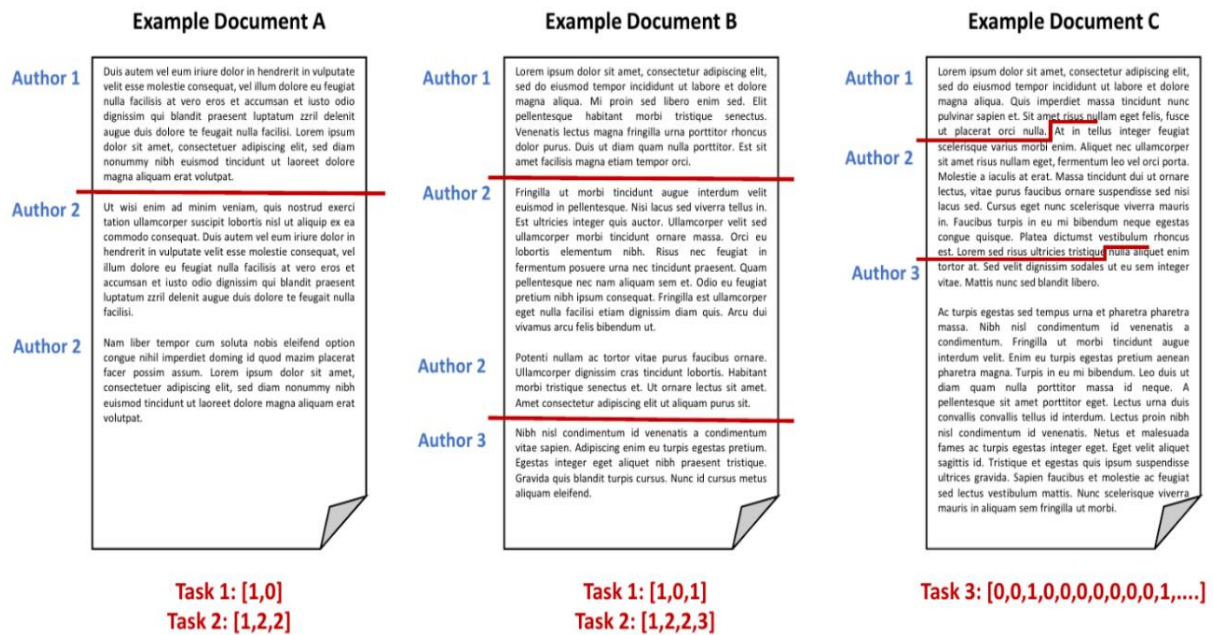 Example Document A
Author 1
Duis autem vel eum iriure dolor in hendrerit in vulputate
velit esse molestie consequat, vel illum dolore eu feugiat
nulla facilisis at vero eros et accumsan et iusto odio
dignissim qui blandit praesent luptatum zzril delenit
augue duis dolore te feugait nulla facilisi. Lorem ipsum
dolor sit amet, consectetuer adipiscing elit, sed diam
nonummy nibh euismod tincidunt ut laoreet dolore
magna aliquam erat volutpat.
Author 2
Ut wisi enim ad minim veniam, quis nostrud exerci
tation ullamcorper suscipit lobortis nisl ut aliquip ex ea
commodo consequat. Duis autem vel eum iriure dolor in
hendrerit in vulputate velit esse molestie consequat, vel
illum dolore eu feugiat nulla facilisis at vero eros et
accumsan et iusto odio dignissim qui blandit praesent
luptatum zzril delenit augue duis dolore te feugait nulla
facilisi.
Author 2
Nam liber tempor cum soluta nobis eleifend option
congue nihil imperdiet doming id quod mazim placerat
facer possim assum. Lorem ipsum dolor sit amet,
consectetuer adipiscing elit, sed diam nonummy nibh
euismod tincidunt ut laoreet dolore magna aliquam erat
volutpat.
Task 1: [1,0]
Task 2: [1,2,2]
Example Document B
Author 1
Lorem ipsum dolor sit amet, consectetur adipiscing elit,
sed do eiusmod tempor incididunt ut labore et dolore
magna aliqua. Mi proin sed libero enim sed. Elit
pellentesque habitant morbi tristique senectus.
Venenatis lectus magna fringilla urna porttitor rhoncus
dolor purus. Duis ut diam quam nulla porttitor. Est sit
amet facilisis magna etiam tempor orci.
Author 2
Fringilla ut morbi tincidunt augue interdum velit
euismod in pellentesque. Nisi lacus sed viverra tellus in.
Est ultricies integer quis auctor. Ullamcorper velit sed
ullamcorper morbi tincidunt ornare massa. Orci eu
lobortis elementum nibh. Risus nec feugiat in
fermentum posuere urna nec tincidunt praesent. Quam
pellentesque nec nam aliquam sem et. Odio eu feugiat
pretium nibh ipsum consequat. Fringilla est ullamcorper
eget nulla facilisi etiam dignissim diam quis. Arcu dui
vivamus arcu felis bibendum ut.
Author 2
Potenti nullam ac tortor vitae purus faucibus ornare.
Ullamcorper dignissim cras tincidunt lobortis. Habitant
morbi tristique senectus et. Ut ornare lectus sit amet.
Amet consectetur adipiscing elit ut aliquam purus sit.
Author 3
Nibh nisl condimentum id venenatis a condimentum
vitae sapien. Adipiscing enim eu turpis egestas pretium.
Egestas integer eget aliquet nibh praesent tristique.
Gravida quis blandit turpis cursus. Nunc id cursus metus
aliquam eleifend.
Task 1: [1,0,1]
Task 2: [1,2,2,3]
Example Document C
Author 1
Lorem ipsum dolor sit amet, consectetur adipiscing elit,
sed do eiusmod tempor incididunt ut labore et dolore
magna aliqua. Quis imperdiet massa tincidunt nunc
pulvinar sapien et. Sit amet risus nullam eget felis, fusce
ut placerat orci nulla. At in tellus integer feugiat
Author 2
scelerisque varius morbi enim. Aliquet nec ullamcorper
sit amet risus nullam eget, fermentum leo vel orci porta.
Molestie a iaculis at erat. Massa tincidunt dui ut ornare
lectus, vitae purus faucibus ornare suspendisse sed nisi
lacus sed. Cursus eget nunc scelerisque viverra mauris
in. Faucibus turpis in eu mi bibendum neque egestas
congue quisque. Platea dictumst vestibulum rhoncus
est. Lorem sed risus ultricies tristique nulla aliquet enim
Author 3
tortor at. Sed velit dignissim sodales ut eu sem integer
vitae. Mattis nunc sed blandit libero.
Ac turpis egestas sed tempus urna et pharetra pharetra
massa. Nibh nisl condimentum id venenatis a
condimentum. Fringilla ut morbi tincidunt augue
interdum velit. Enim eu turpis egestas pretium aenean
pharetra magna. Turpis in eu mi bibendum. Leo duis ut
diam quam nulla porttitor massa id neque. A
pellentesque sit amet porttitor eget. Lectus urna duis
convallis convallis tellus id interdum. Lectus proin nibh
nisl condimentum id venenatis. Netus et malesuada
fames ac turpis egestas integer eget. Eget velit aliquet
sagittis id. Tristique et egestas quis ipsum suspendisse
ultrices gravida. Sapien faucibus et molestie ac feugiat
sed lectus vestibulum mattis. Nunc scelerisque viverra
mauris in aliquam sem fringilla ut morbi.
Task 3: [0,0,1,0,0,0,0,0,0,0,1,....]